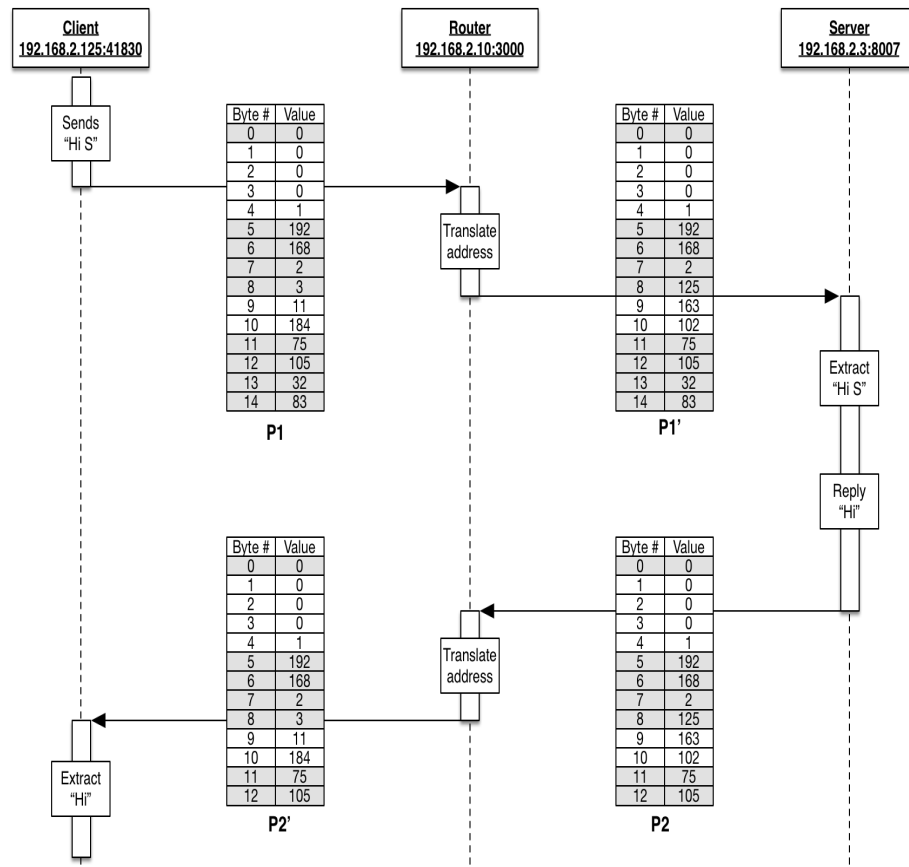 Client
192.168.2.125:41830
Router
192.168.2.10:3000
Server
192.168.2.3:8007
Sends
“Hi S”
Byte # Value
0 0
1 0
2 0
3 0
4 1
5 192
6 168
7 2
8 3
9 11
10 184
11 75
12 105
13 32
14 83
P1
Translate
address
Byte # Value
0 0
1 0
2 0
3 0
4 1
5 192
6 168
7 2
8 125
9 163
10 102
11 75
12 105
13 32
14 83
P1’
Extract
“Hi S”
Reply
“Hi”
Byte # Value
0 0
1 0
2 0
3 0
4 1
5 192
6 168
7 2
8 3
9 11
10 184
11 75
12 105
P2’
Translate
address
Byte # Value
0 0
1 0
2 0
3 0
4 1
5 192
6 168
7 2
8 125
9 163
10 102
11 75
12 105
P2
Extract
“Hi”